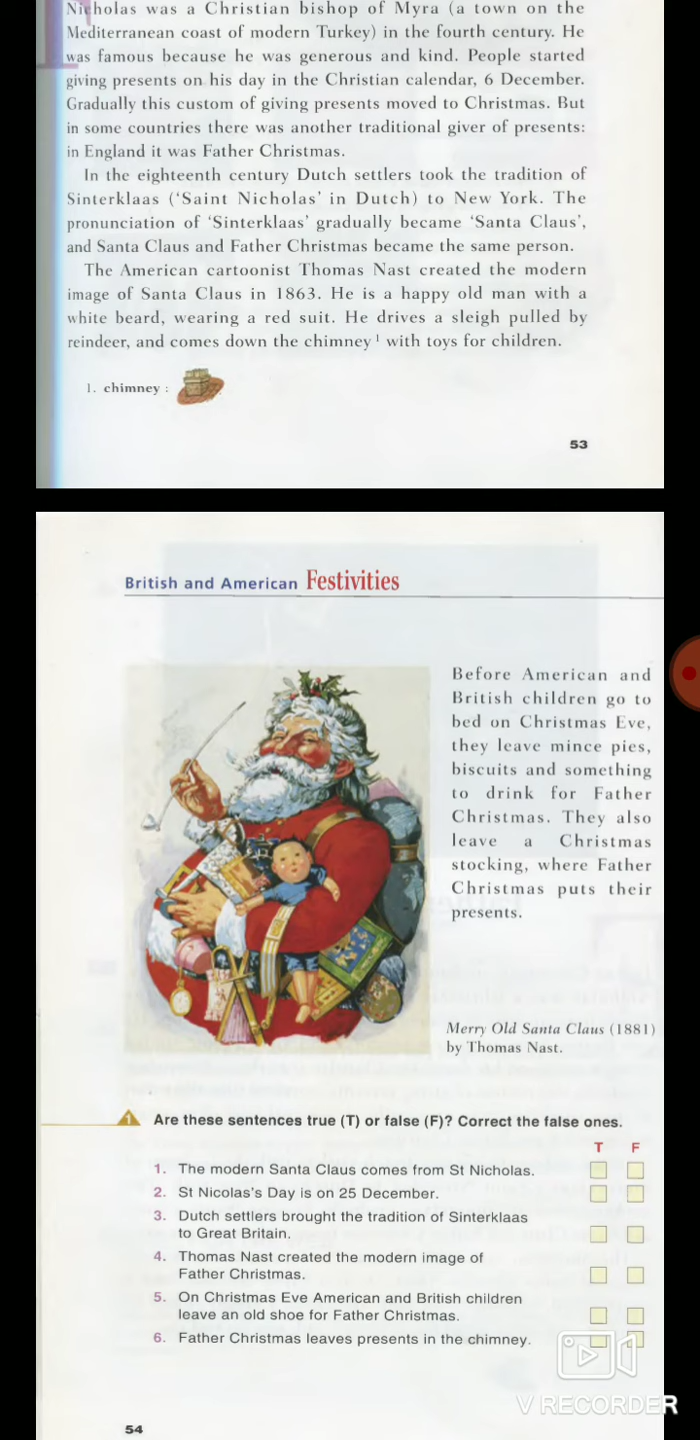 Nicholas was a Christian bishop of Myra (a town on the
Mediterranean coast of modern Turkey) in the fourth century. He
was famous because he was generous and kind. People started
giving presents on his day in the Christian calendar, 6 December.
Gradually this custom of giving presents moved to Christmas. But
in some countries there was another traditional giver of presents:
in England it was Father Christmas.
In the eighteenth century Dutch settlers took the tradition of
Sinterklaas (‘Saint Nicholas’ in Dutch) to New York. The
pronunciation of ‘Sinterklaas’ gradually became ‘Santa Claus’,
and Santa Claus and Father Christmas became the same person.
The American cartoonist Thomas Nast created the modern
image of Santa Claus in 1863. He is a happy old man with a
white beard, wearing a red suit. He drives a sleigh pulled by
reindeer, and comes down the chimney¹ with toys for children.
1. chimney :
53
British and American Festivities
Before American and
British children go to
bed on Christmas Eve,
they leave mince pies,
biscuits and something
to drink for Father
Christmas. They also
leave a Christmas
stocking, where Father
Christmas puts their
presents.
Merry Old Santa Claus (1881)
by Thomas Nast.
1 Are these sentences true (T) or false (F)? Correct the false ones.
T F
1. The modern Santa Claus comes from St Nicholas.
2. St Nicolas's Day is on 25 December.
3. Dutch settlers brought the tradition of Sinterklaas
to Great Britain.
4. Thomas Nast created the modern image of
Father Christmas.
5. On Christmas Eve American and British children
leave an old shoe for Father Christmas.
6. Father Christmas leaves presents in the chimney.
V RECORDER
54